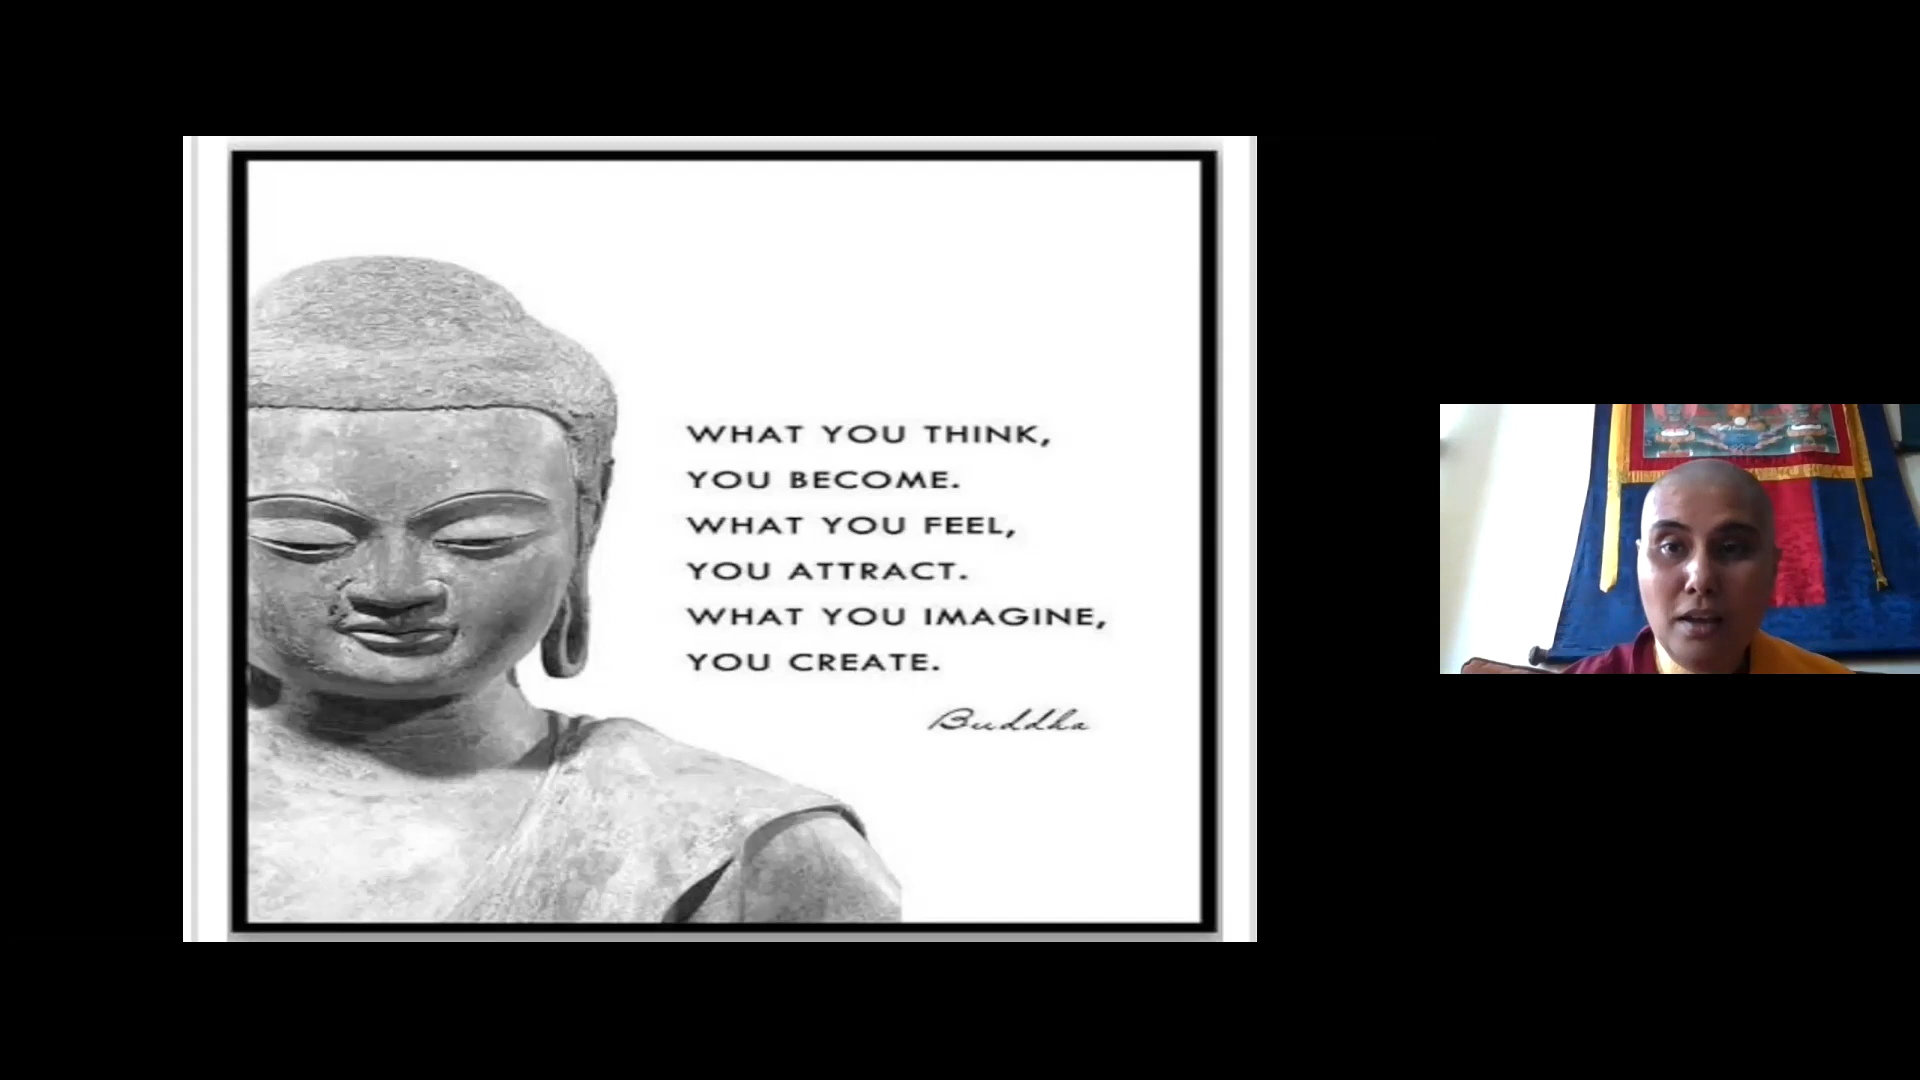 WHAT YOU THINK,
YOU BECOME.
WHAT YOU FEEL,
YOU ATTRACT.
WHAT YOU IMAGINE,
YOU CREATE.
Buddha